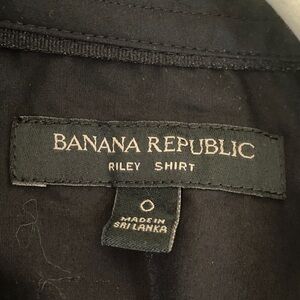 BANANA REPUBLIC
RILEY SHIRT
0
MADE IN
SRI LANKA